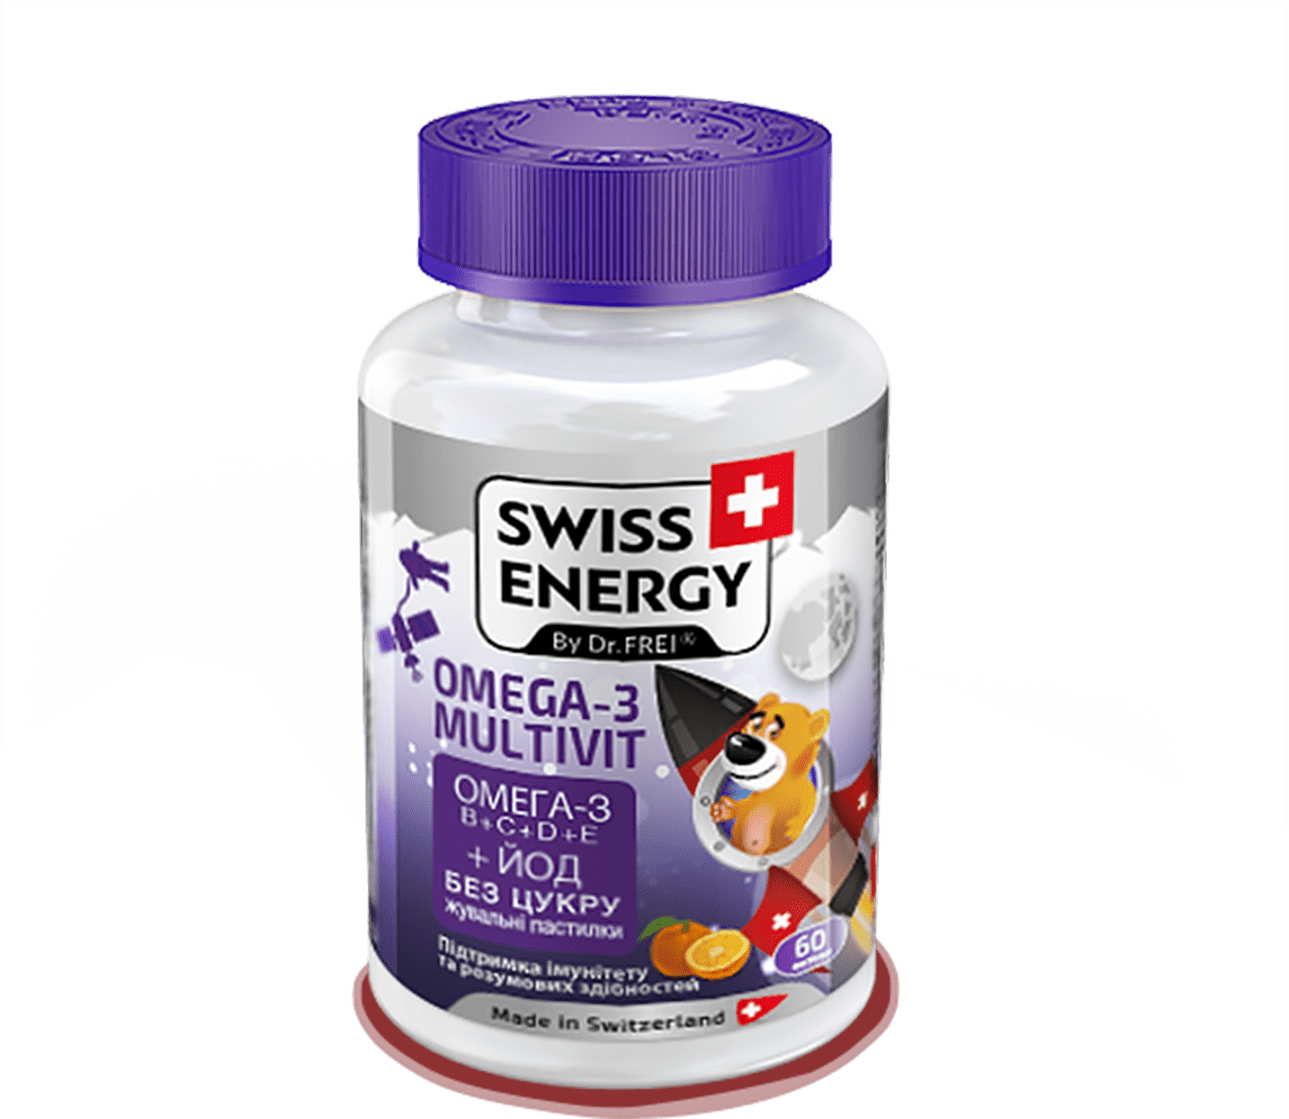 SWISS
ENERGY
By Dr. FREI®
OMEGA-3
MULTIVIT
ОМЕГА-3
B+C+D+E
+ ЙОД
БЕЗ ЦУКРУ
жувальні пастилки
60
Підтримка імунітету
та розумових здібностей
Made in Switzerland